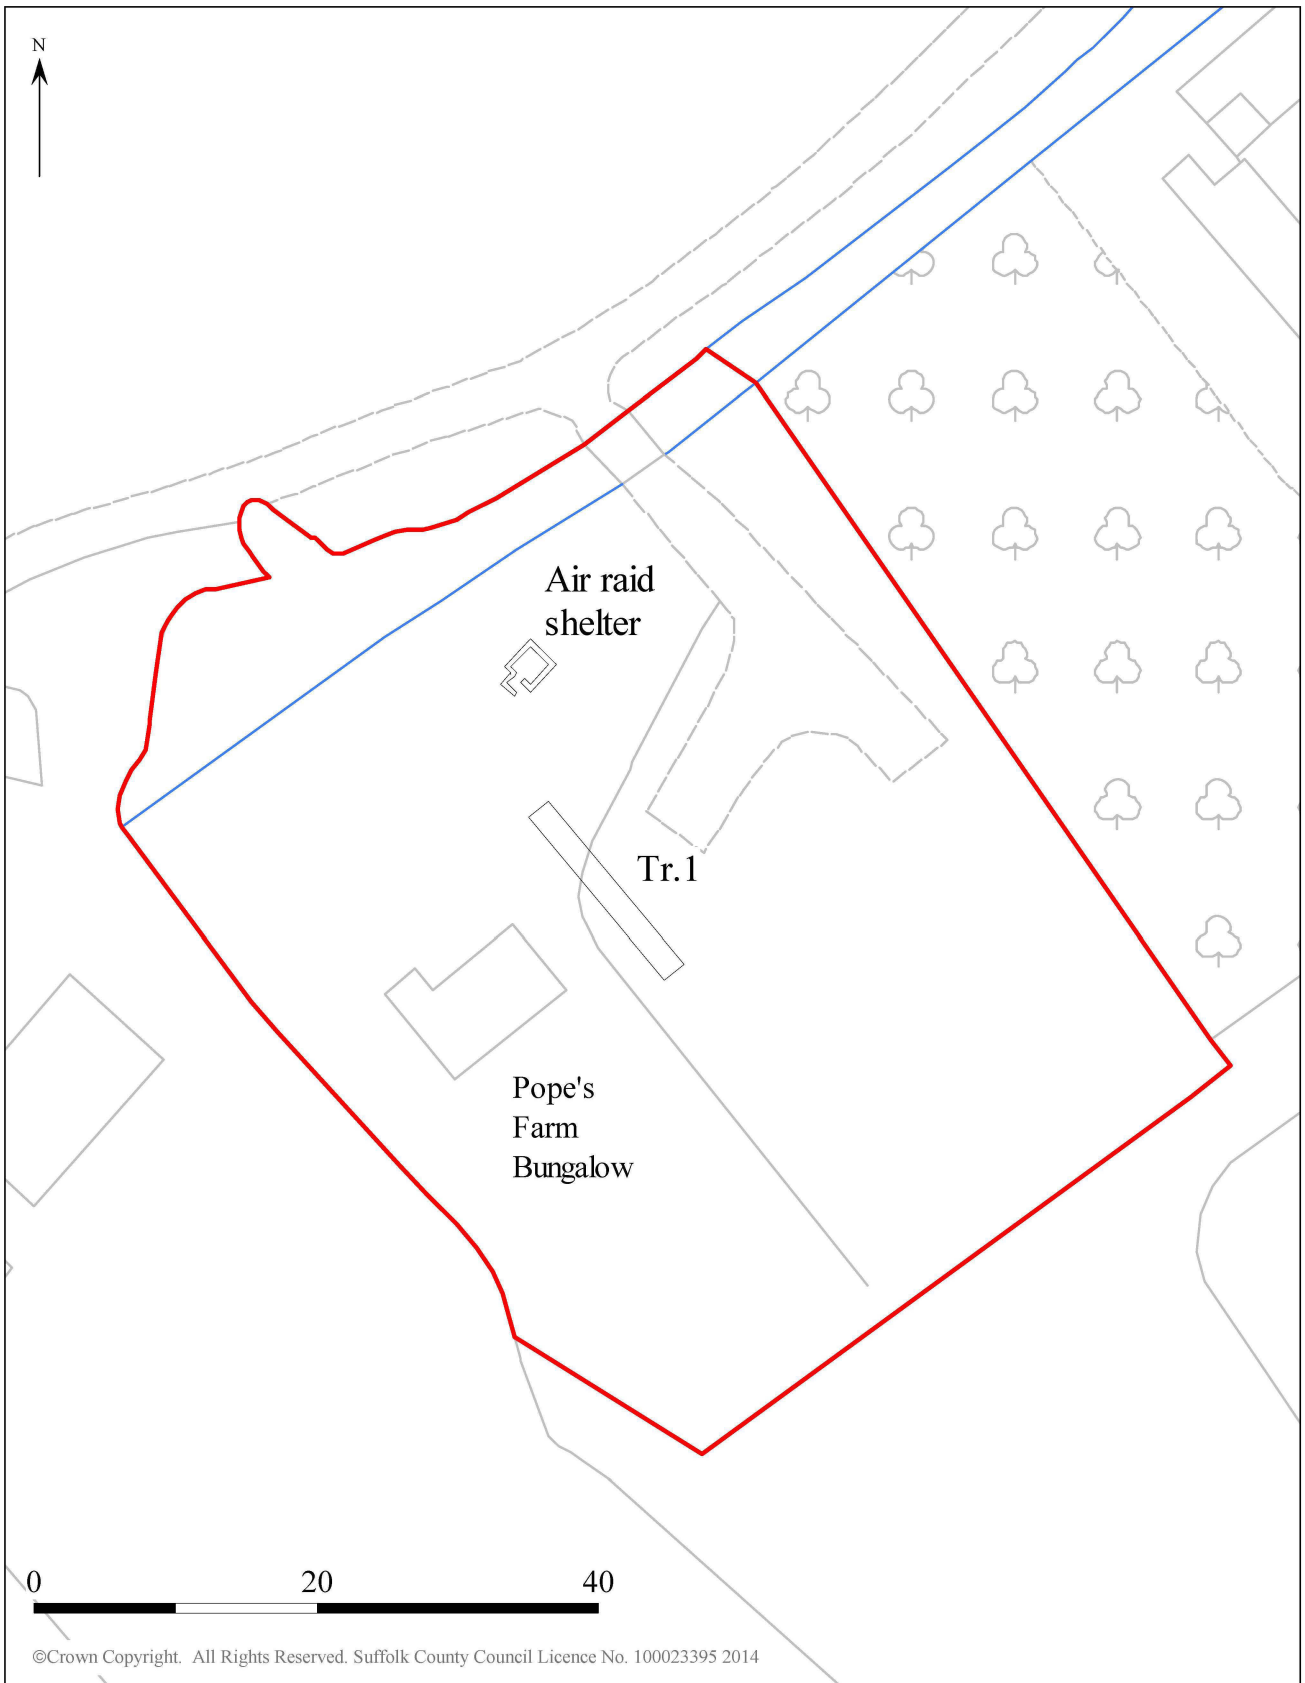 N
Air raid
shelter
Tr.1
Pope's
Farm
Bungalow
0 20 40
©Crown Copyright. All Rights Reserved. Suffolk County Council Licence No. 100023395 2014